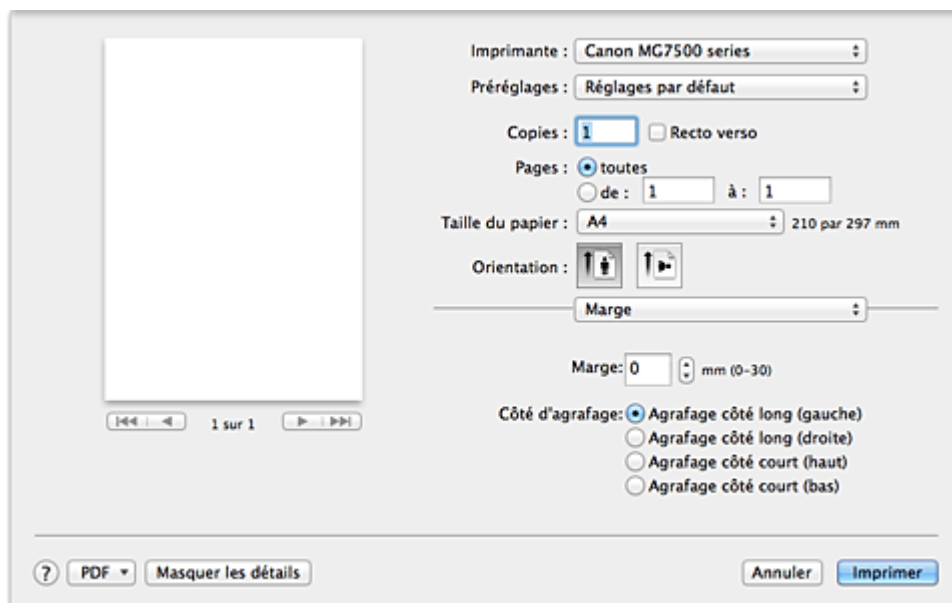 Imprimante : Canon MG7500 series
Préréglages : Réglages par défaut
Copies : 1 Recto verso
Pages : toutes
de : 1 à : 1
Taille du papier : A4 210 par 297 mm
Orientation :
Marge
Marge: 0 mm (0-30)
1 sur 1
Côté d'agrafage: Agrafage côté long (gauche)
Agrafage côté long (droite)
Agrafage côté court (haut)
Agrafage côté court (bas)
? PDF Masquer les détails Annuler Imprimer